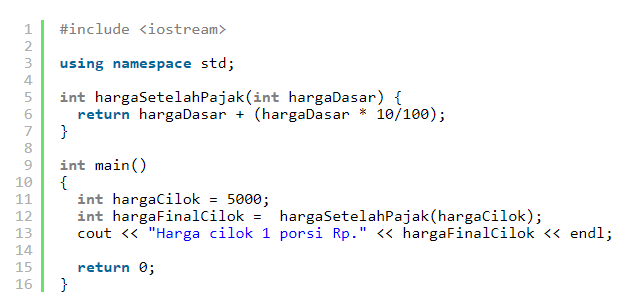 1 #include <iostream>
2
3 using namespace std;
4
5 int hargaSetelahPajak(int hargaDasar) {
6   return hargaDasar + (hargaDasar * 10/100);
7 }
8
9 int main()
10 {
11   int hargaCilok = 5000;
12   int hargaFinalCilok =  hargaSetelahPajak(hargaCilok);
13   cout << "Harga cilok 1 porsi Rp." << hargaFinalCilok << endl;
14
15   return 0;
16 }